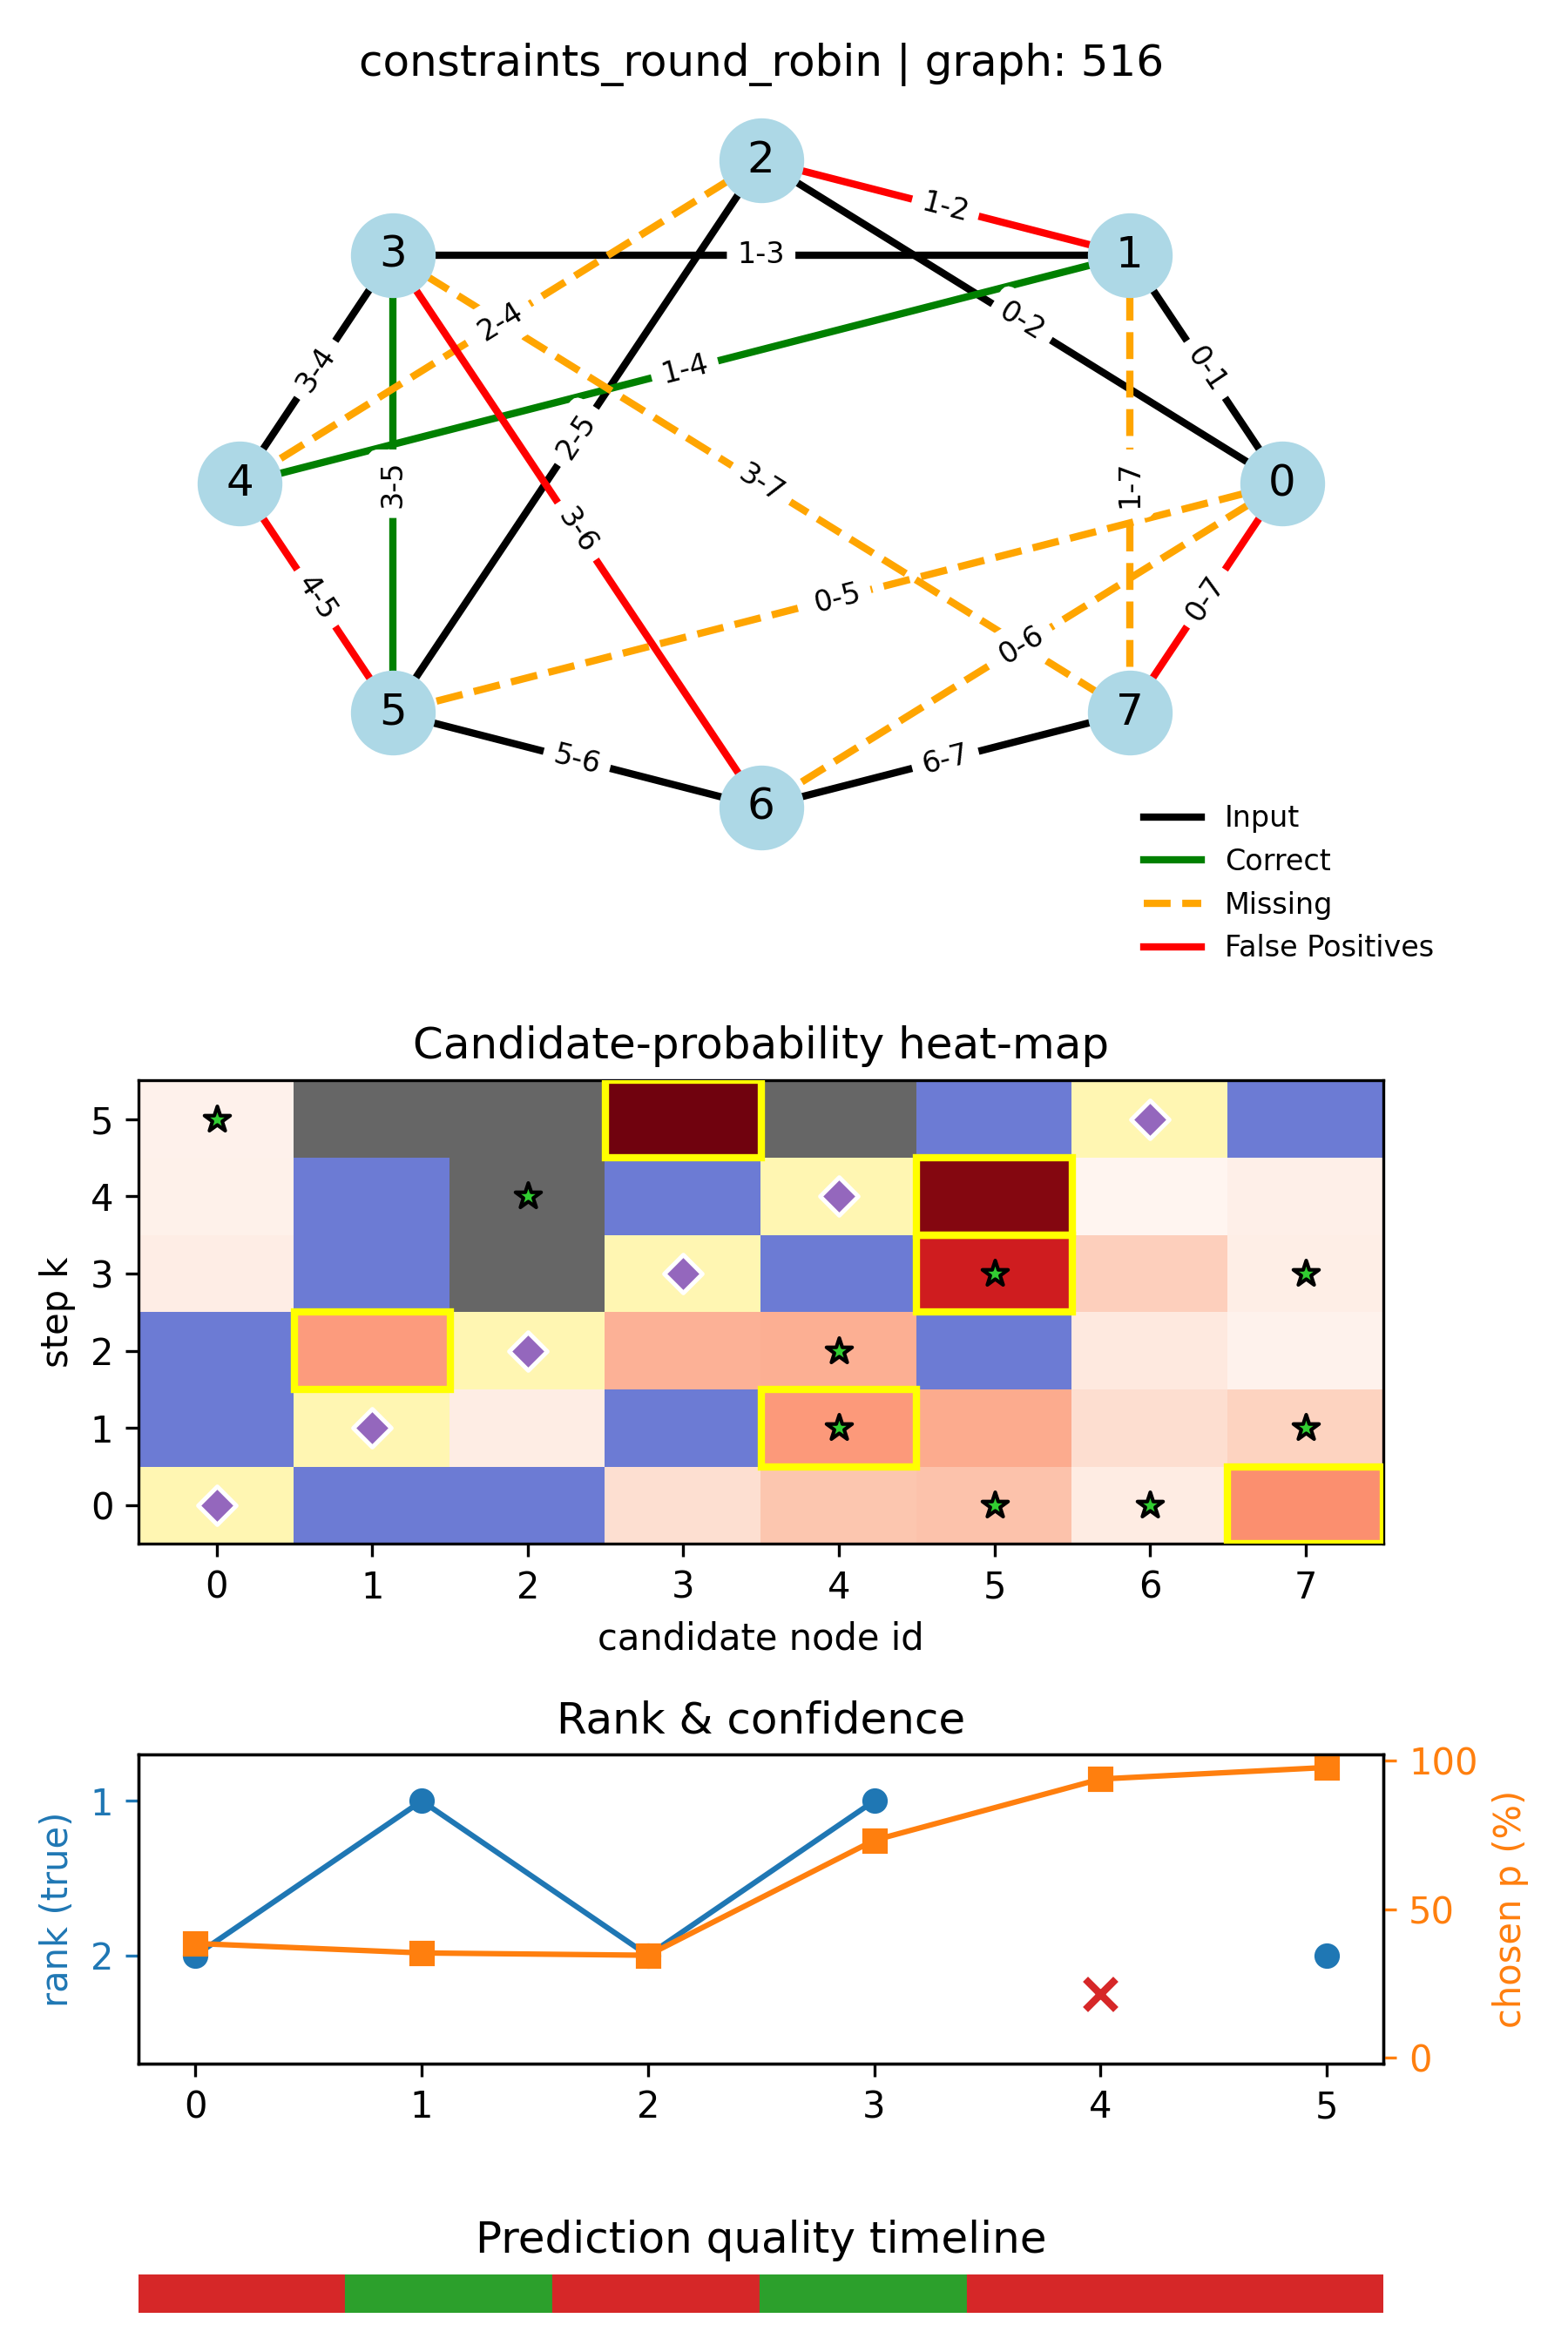 constraints_round_robin | graph: 516
2
1-2
3
1-3
1
2-4
0-2
3-4
1-4
0-1
2-5
4
3-5
3-7
1-7
0
3-6
4-5
0-5
0-7
0-6
5
7
5-6
6-7
6
Input
Correct
Missing
False Positives
Candidate-probability heat-map
step k
5
4
3
2
1
0
0 1 2 3 4 5 6 7
candidate node id
Rank & confidence
rank (true)
1
2
100
50
0
chosen p (%)
0 1 2 3 4 5
Prediction quality timeline